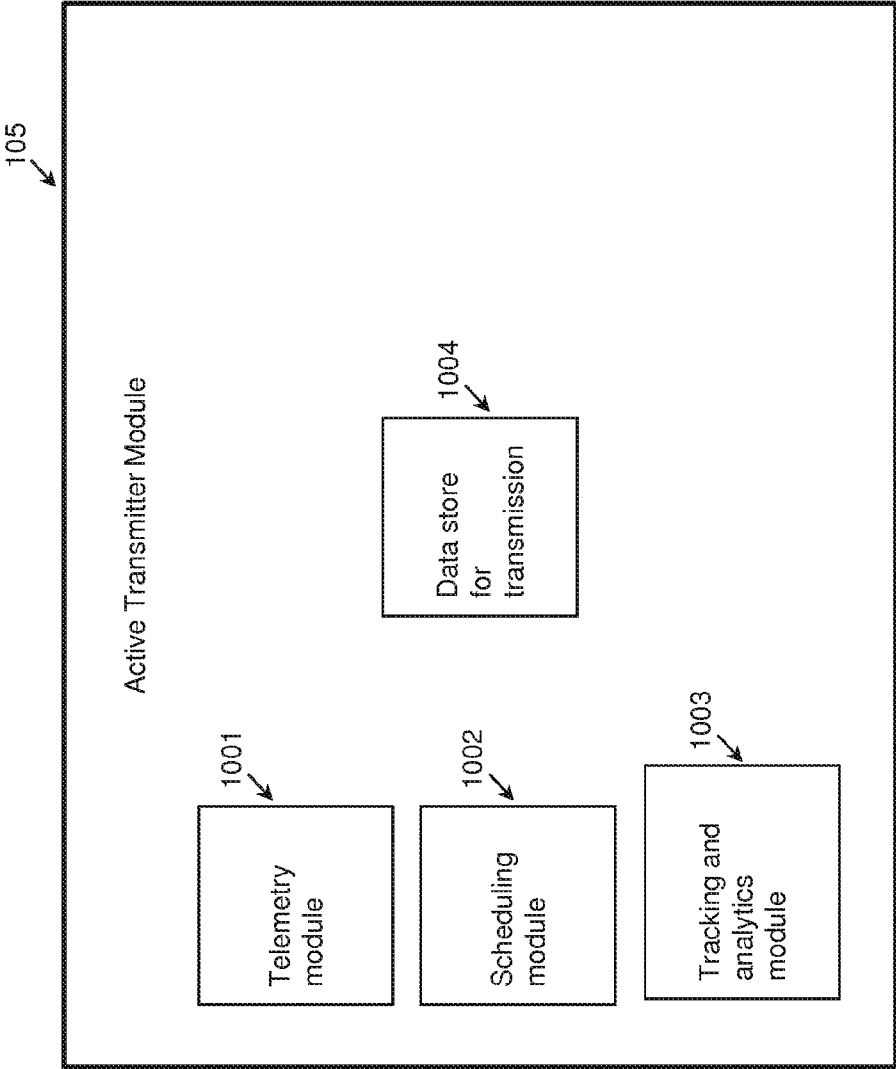 105
Active Transmitter Module
1001
Telemetry
module
1002
Scheduling
module
1003
Tracking and
analytics
module
1004
Data store
for
transmission